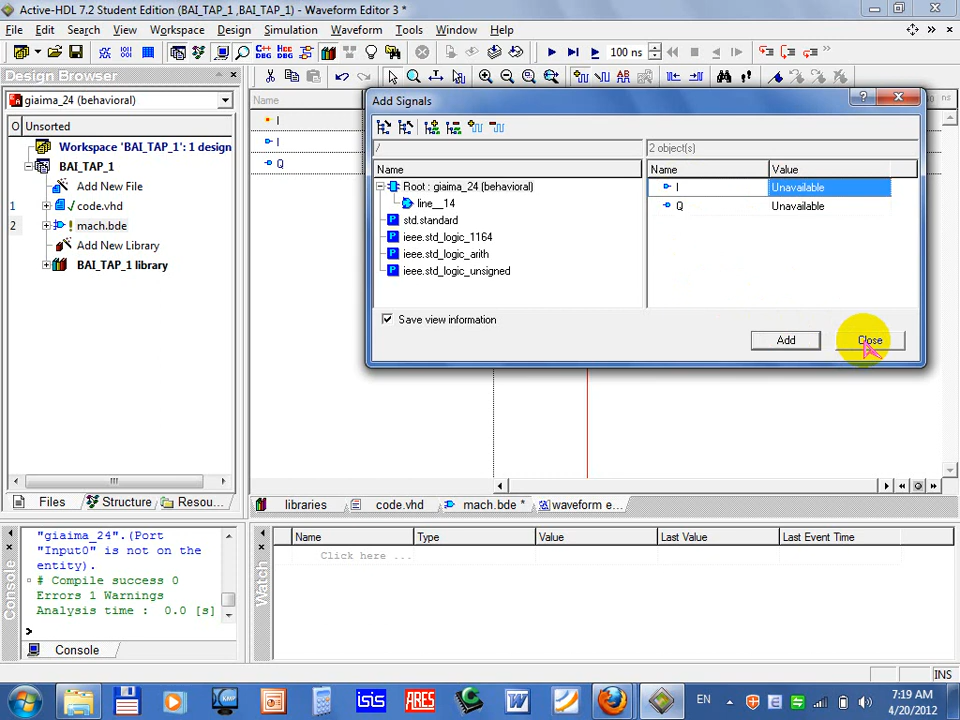 Active-HDL 7.2 Student Edition (BAI_TAP_1 ,BAI_TAP_1) - Waveform Editor 3 *
File Edit Search View Workspace Design Simulation Waveform Tools Window Help
100 ns
Design Browser
giaima_24 (behavioral)
O Unsorted
Workspace 'BAI_TAP_1': 1 design
BAI_TAP_1
Add New File
1 code.vhd
2 mach.bde
Add New Library
BAI_TAP_1 library
Files Structure Resou...
Name
I
I
Q
ns
Add Signals
/
2 object(s)
Name
Root : giaima_24 (behavioral)
line__14
std.standard
ieee.std_logic_1164
ieee.std_logic_arith
ieee.std_logic_unsigned
Name Value
I Unavailable
Q Unavailable
Save view information
Add Close
libraries code.vhd mach.bde * waveform e...
"giaima_24".(Port
"Input0" is not on the
entity).
# Compile success 0
Errors 1 Warnings
Analysis time : 0.0 [s]
>
Console
Console
Watch
Name Type Value Last Value Last Event Time
Click here ...
INS
isis ARES EN
7:19 AM
4/20/2012